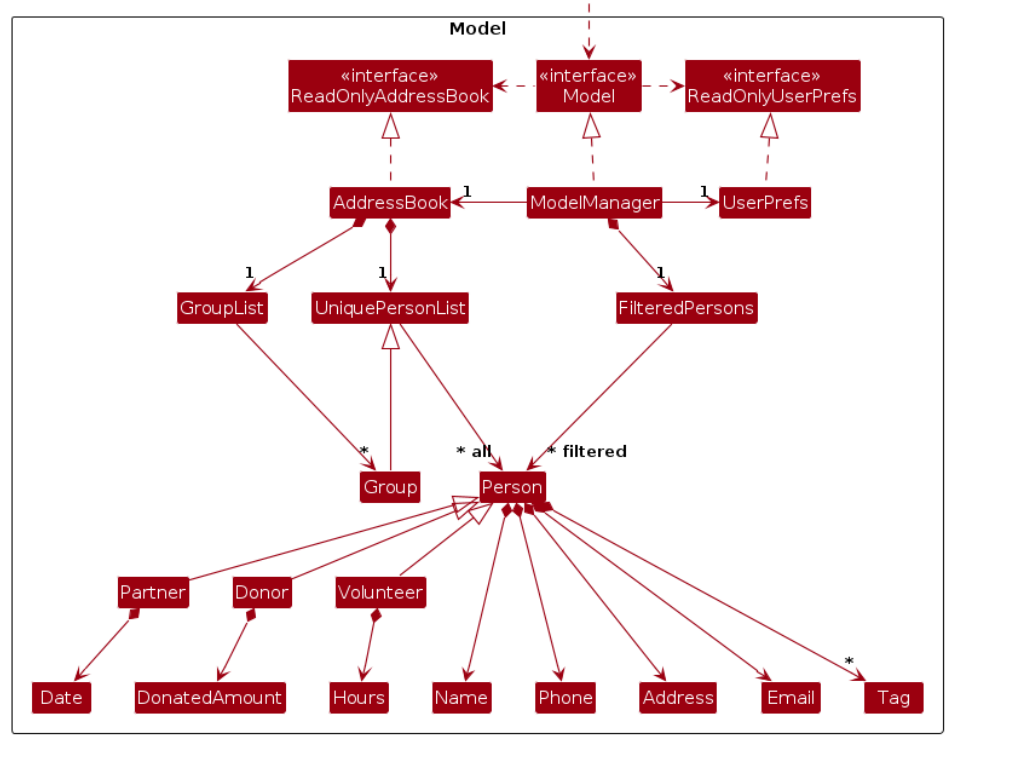 Model
«interface»
ReadOnlyAddressBook
«interface»
Model
«interface»
ReadOnlyUserPrefs
AddressBook
1
ModelManager
1
UserPrefs
1
1
1
GroupList
UniquePersonList
FilteredPersons
*
* all
* filtered
Group
Person
Partner
Donor
Volunteer
*
Date
DonatedAmount
Hours
Name
Phone
Address
Email
Tag